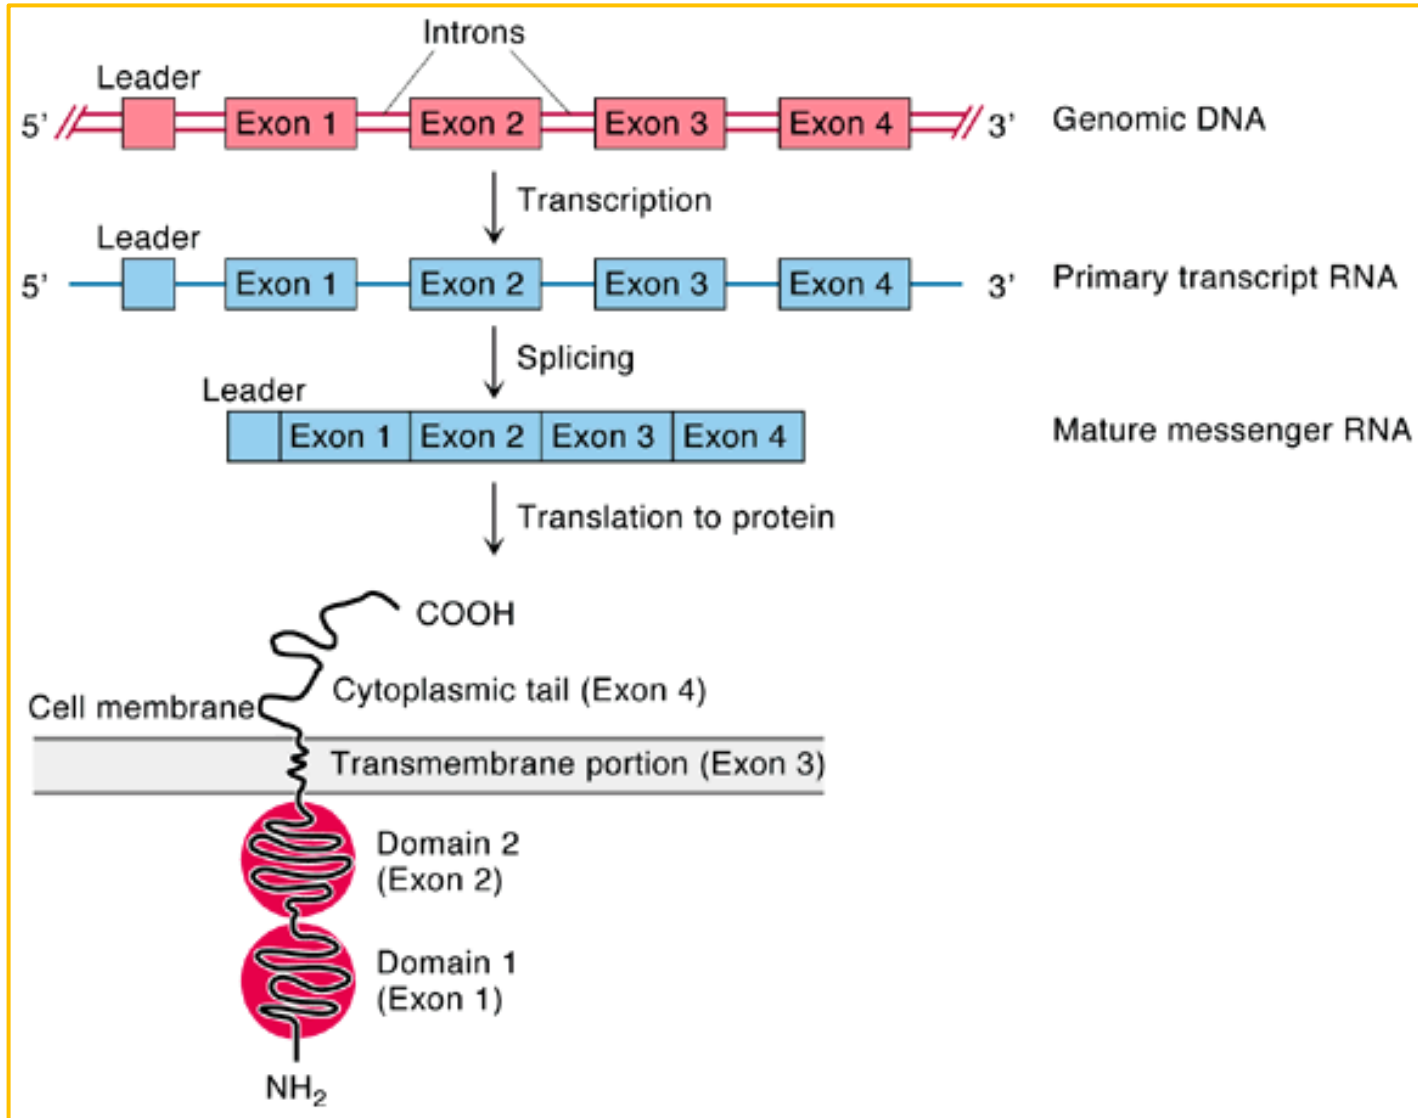 Introns
Leader
5’ Exon 1 Exon 2 Exon 3 Exon 4 3’ Genomic DNA
Transcription
Leader
5’ Exon 1 Exon 2 Exon 3 Exon 4 3’ Primary transcript RNA
Splicing
Leader
Exon 1 Exon 2 Exon 3 Exon 4 Mature messenger RNA
Translation to protein
COOH
Cytoplasmic tail (Exon 4)
Cell membrane
Transmembrane portion (Exon 3)
Domain 2
(Exon 2)
Domain 1
(Exon 1)
NH₂